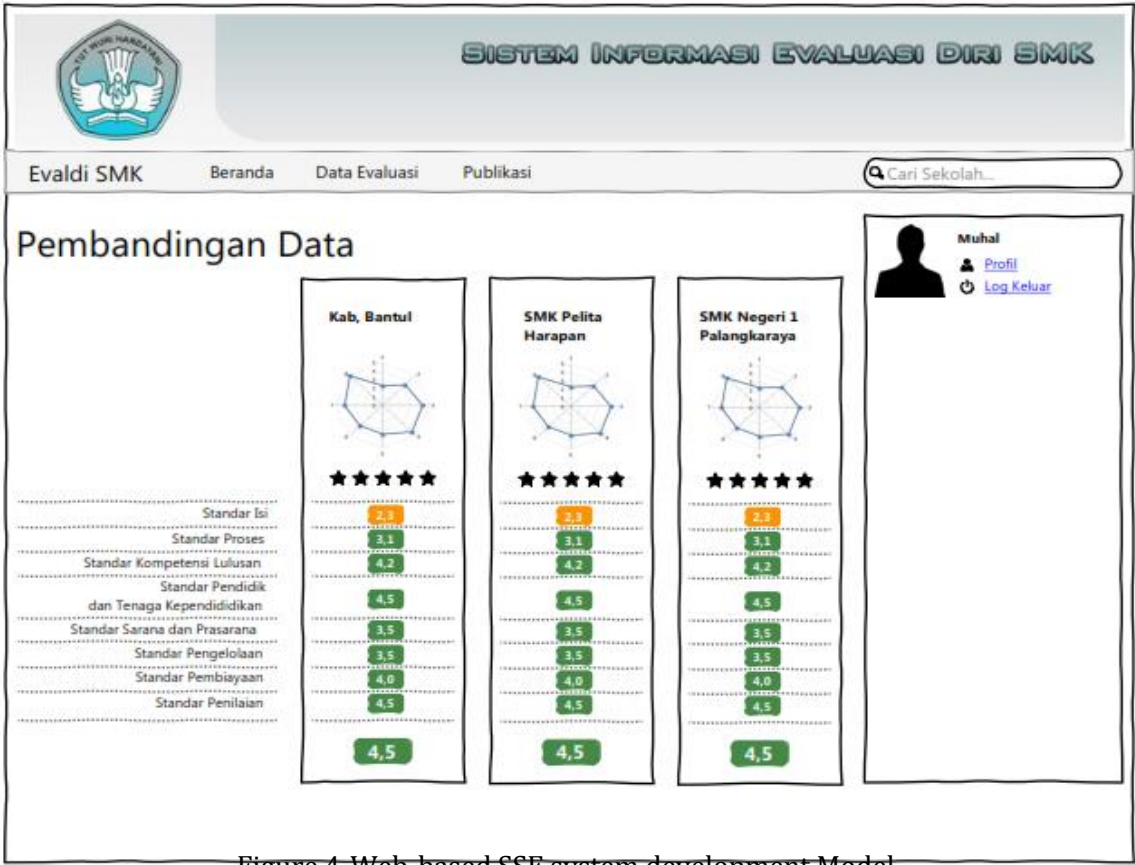 TUT WURI HANDAYANI
SISTEM INFORMASI EVALUASI DIRI SMK
Evaldi SMK Beranda Data Evaluasi Publikasi Cari Sekolah...
Pembandingan Data
Muhal
Profil
Log Keluar
Kab, Bantul SMK Pelita SMK Negeri 1
Harapan Palangkaraya
Standar Isi 2,3 2,3 2,3
Standar Proses 3,1 3,1 3,1
Standar Kompetensi Lulusan 4,2 4,2 4,2
Standar Pendidik
dan Tenaga Kependididikan 4,5 4,5 4,5
Standar Sarana dan Prasarana 3,5 3,5 3,5
Standar Pengelolaan 3,5 3,5 3,5
Standar Pembiayaan 4,0 4,0 4,0
Standar Penilaian 4,5 4,5 4,5
4,5 4,5 4,5
Figure 4 Web-based SSE system development Model